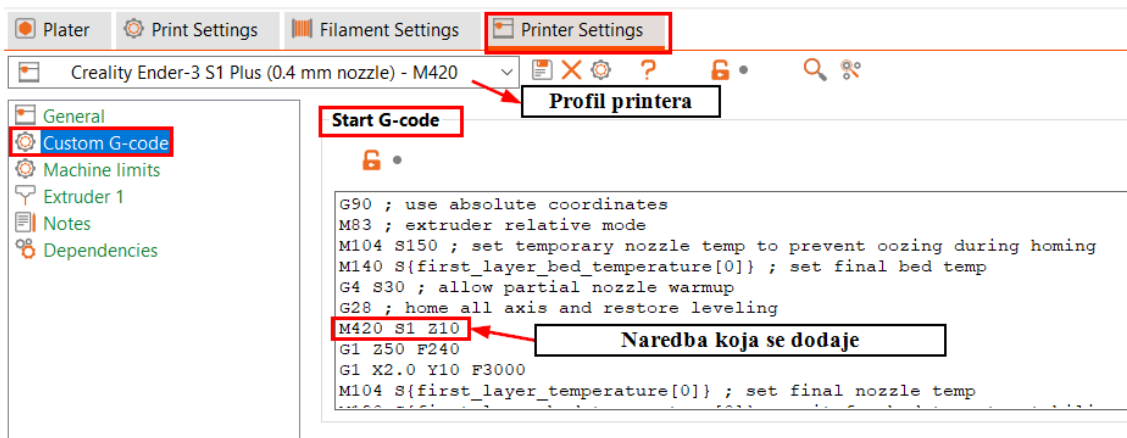 Plater Print Settings Filament Settings Printer Settings
Creality Ender-3 S1 Plus (0.4 mm nozzle) - M420
Profil printera
General
Custom G-code
Machine limits
Extruder 1
Notes
Dependencies
Start G-code
G90 ; use absolute coordinates
M83 ; extruder relative mode
M104 S150 ; set temporary nozzle temp to prevent oozing during homing
M140 S{first_layer_bed_temperature[0]} ; set final bed temp
G4 S30 ; allow partial nozzle warmup
G28 ; home all axis and restore leveling
M420 S1 Z10
Naredba koja se dodaje
G1 Z50 F240
G1 X2.0 Y10 F3000
M104 S{first_layer_temperature[0]} ; set final nozzle temp